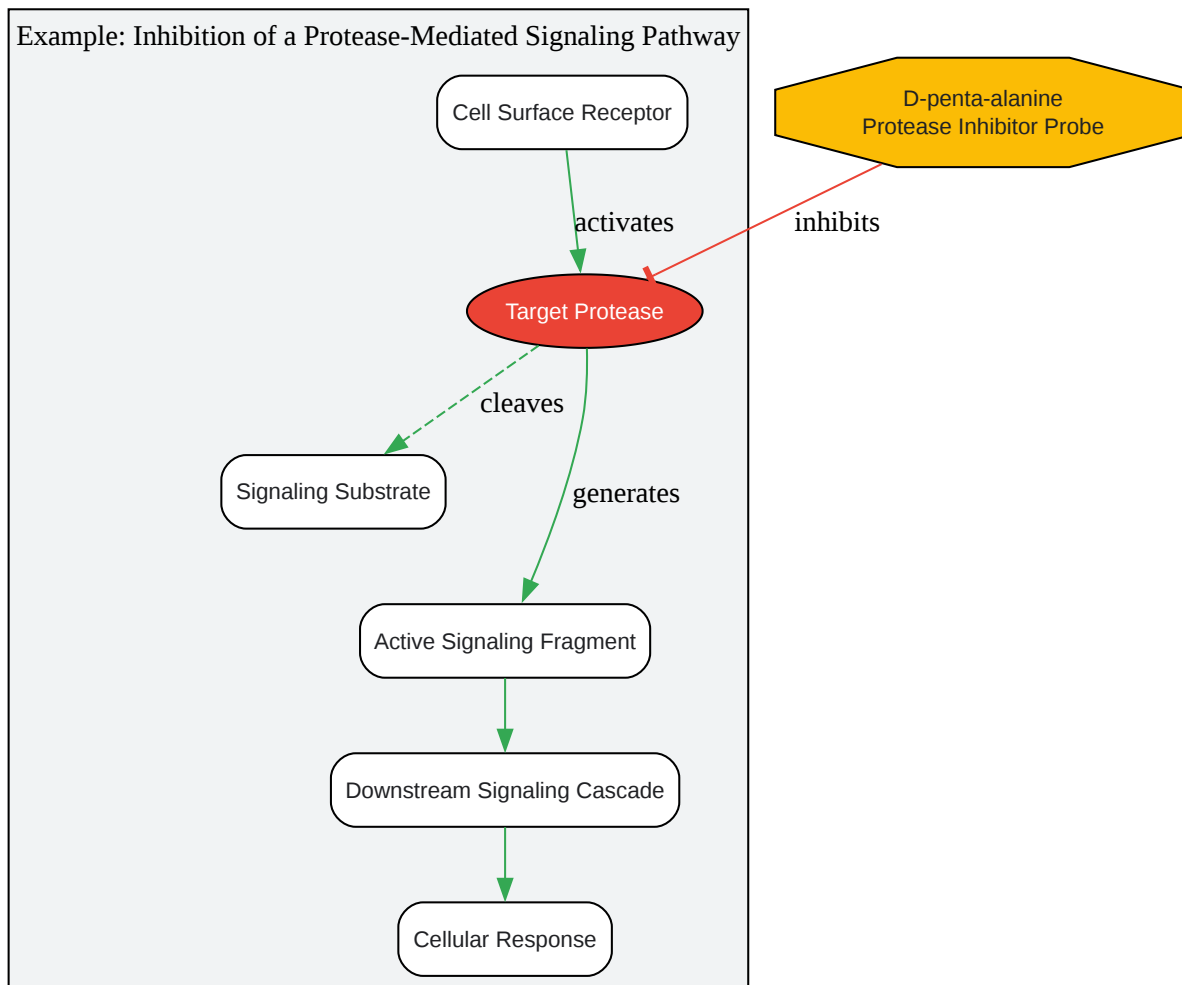 Example: Inhibition of a Protease-Mediated Signaling Pathway
Cell Surface Receptor
D-penta-alanine
Protease Inhibitor Probe
activates
inhibits
Target Protease
cleaves
Signaling Substrate
generates
Active Signaling Fragment
Downstream Signaling Cascade
Cellular Response